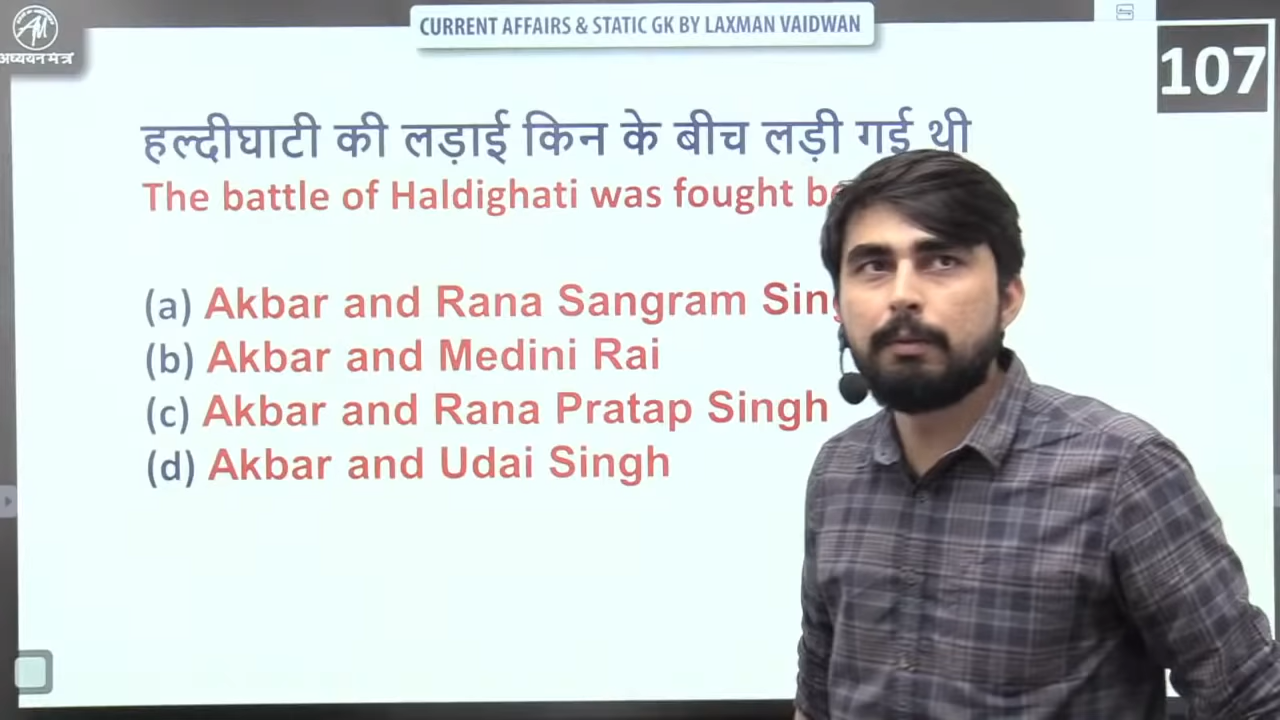 अध्ययन मंत्रं
CURRENT AFFAIRS & STATIC GK BY LAXMAN VAIDWAN
107
हल्दीघाटी की लड़ाई किन के बीच लड़ी गई थी
The battle of Haldighati was fought
(a) Akbar and Rana Sangram
(b) Akbar and Medini Rai
(c) Akbar and Rana Pratap Singh
(d) Akbar and Udai Singh